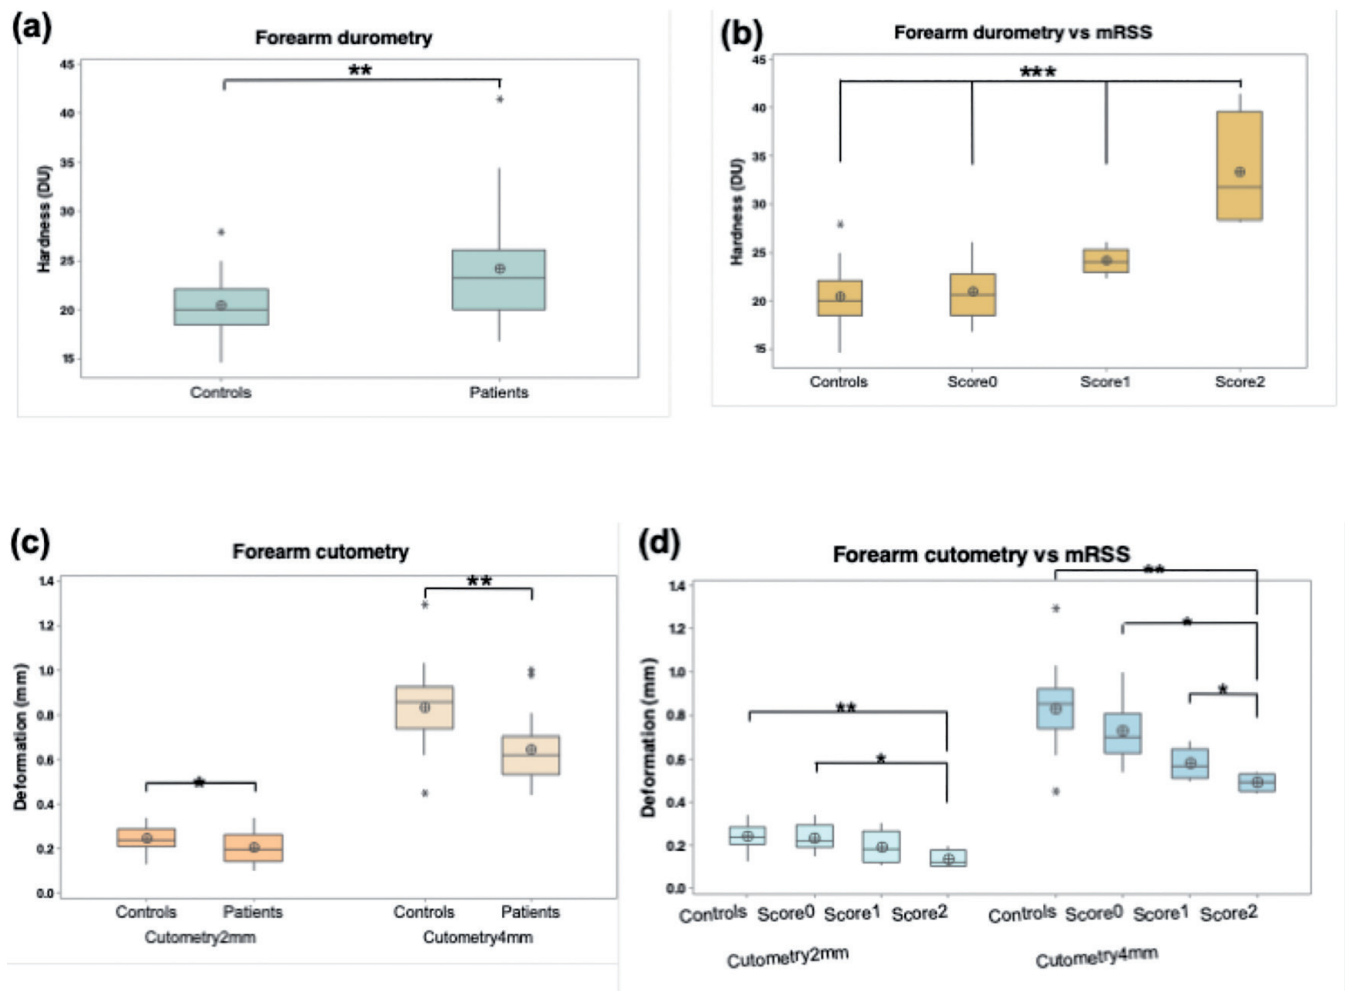 (a)
Forearm durometry
45
**
40
35
30
25
20
15
Hardness (DU)
*
*
Controls Patients
(b)
Forearm durometry vs mRSS
45
***
40
35
30
25
20
15
Hardness (DU)
*
Controls Score0 Score1 Score2
(c)
Forearm cutometry
1.4
1.2
1.0
0.8
0.6
0.4
0.2
0.0
Deformation (mm)
*
**
*
*
*
*
Controls Patients Controls Patients
Cutometry2mm Cutometry4mm
(d)
Forearm cutometry vs mRSS
1.4
1.2
1.0
0.8
0.6
0.4
0.2
0.0
Deformation (mm)
**
*
**
*
*
*
*
Controls Score0 Score1 Score2 Controls Score0 Score1 Score2
Cutometry2mm Cutometry4mm